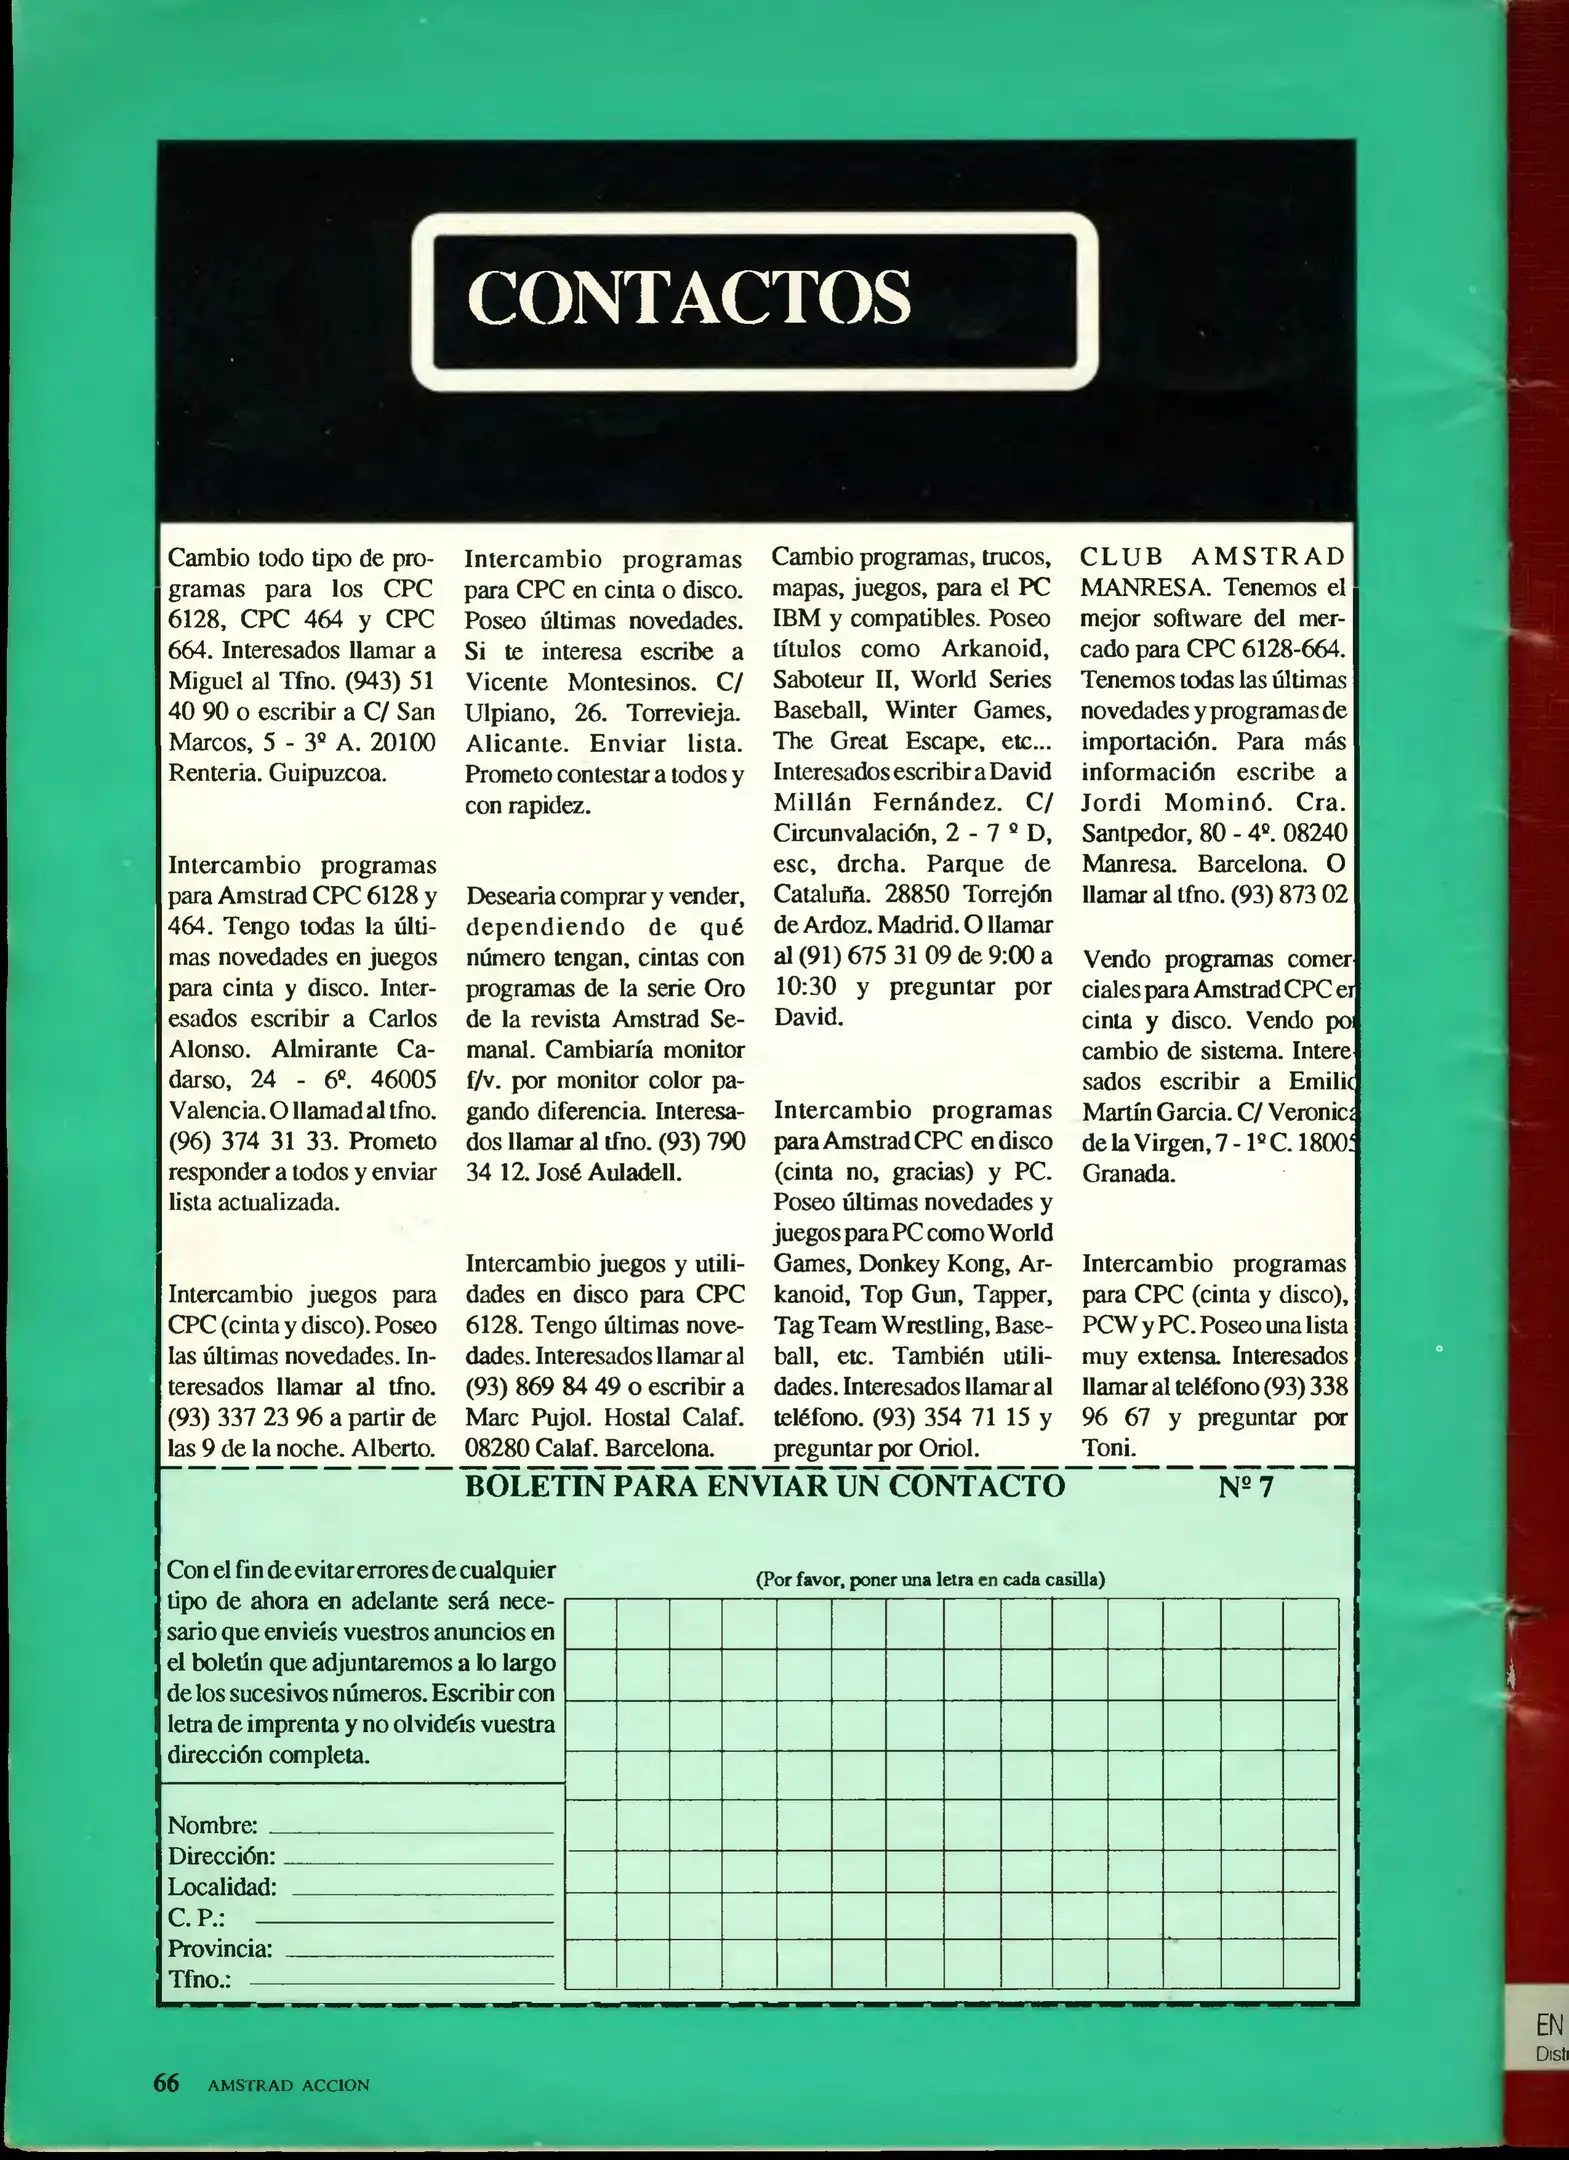 CONTACTOS
Cambio todo tipo de pro-
gramas para los CPC
6128, CPC 464 y CPC
664. Interesados llamar a
Miguel al Tfno. (943) 51
40 90 o escribir a C/ San
Marcos, 5 - 3º A. 20100
Renteria. Guipuzcoa.
Intercambio programas
para Amstrad CPC 6128 y
464. Tengo todas la últi-
mas novedades en juegos
para cinta y disco. Inter-
esados escribir a Carlos
Alonso. Almirante Ca-
darso, 24 - 6º. 46005
Valencia. O llamad al tfno.
(96) 374 31 33. Prometo
responder a todos y enviar
lista actualizada.
Intercambio juegos para
CPC (cinta y disco). Poseo
las últimas novedades. In-
teresados llamar al tfno.
(93) 337 23 96 a partir de
las 9 de la noche. Alberto.
Intercambio programas
para CPC en cinta o disco.
Poseo últimas novedades.
Si te interesa escribe a
Vicente Montesinos. C/
Ulpiano, 26. Torrevieja.
Alicante. Enviar lista.
Prometo contestar a todos y
con rapidez.
Desearia comprar y vender,
dependiendo de qué
número tengan, cintas con
programas de la serie Oro
de la revista Amstrad Se-
manal. Cambiaría monitor
f/v. por monitor color pa-
gando diferencia. Interesa-
dos llamar al tfno. (93) 790
34 12. José Auladell.
Intercambio juegos y utili-
dades en disco para CPC
6128. Tengo últimas nove-
dades. Interesados llamar al
(93) 869 84 49 o escribir a
Marc Pujol. Hostal Calaf.
08280 Calaf. Barcelona.
Cambio programas, trucos,
mapas, juegos, para el PC
IBM y compatibles. Poseo
títulos como Arkanoid,
Saboteur II, World Series
Baseball, Winter Games,
The Great Escape, etc...
Interesados escribir a David
Millán Fernández. C/
Circunvalación, 2 - 7 º D,
esc, drcha. Parque de
Cataluña. 28850 Torrejón
de Ardoz. Madrid. O llamar
al (91) 675 31 09 de 9:00 a
10:30 y preguntar por
David.
Intercambio programas
para Amstrad CPC en disco
(cinta no, gracias) y PC.
Poseo últimas novedades y
juegos para PC como World
Games, Donkey Kong, Ar-
kanoid, Top Gun, Tapper,
Tag Team Wrestling, Base-
ball, etc. También utili-
dades. Interesados llamar al
teléfono. (93) 354 71 15 y
preguntar por Oriol.
CLUB AMSTRAD
MANRESA. Tenemos el
mejor software del mer-
cado para CPC 6128-664.
Tenemos todas las últimas
novedades y programas de
importación. Para más
información escribe a
Jordi Mominó. Cra.
Santpedor, 80 - 4º. 08240
Manresa. Barcelona. O
llamar al tfno. (93) 873 02
Vendo programas comer-
ciales para Amstrad CPC
cinta y disco. Vendo
cambio de sistema. Intere-
sados escribir a
Martín Garcia. C/
de la Virgen, 7 - 1º C.
Granada.
Intercambio programas
para CPC (cinta y disco),
PCW y PC. Poseo una lista
muy extensa. Interesados
llamar al teléfono (93) 338
96 67 y preguntar por
Toni.
BOLETIN PARA ENVIAR UN CONTACTO Nº 7
Con el fin de evitar errores de cualquier
tipo de ahora en adelante será nece-
sario que envieís vuestros anuncios en
el boletín que adjuntaremos a lo largo
de los sucesivos números. Escribir con
letra de imprenta y no olvidéis vuestra
dirección completa.
Nombre:
Dirección:
Localidad:
C. P.:
Provincia:
Tfno.:
(Por favor, poner una letra en cada casilla)
66 AMSTRAD ACCION
EN